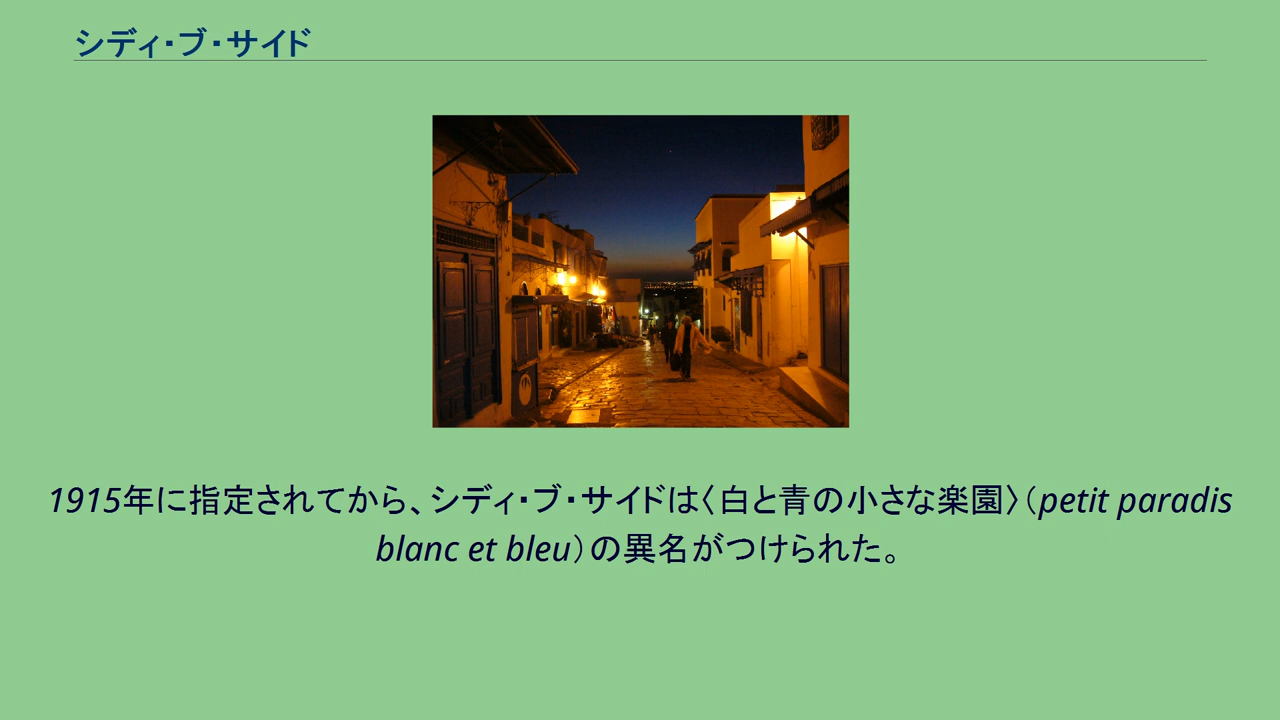 シディ・ブ・サイド
1915年に指定されてから、シディ・ブ・サイドは〈白と青の小さな楽園〉（petit paradis
blanc et bleu）の異名がつけられた。